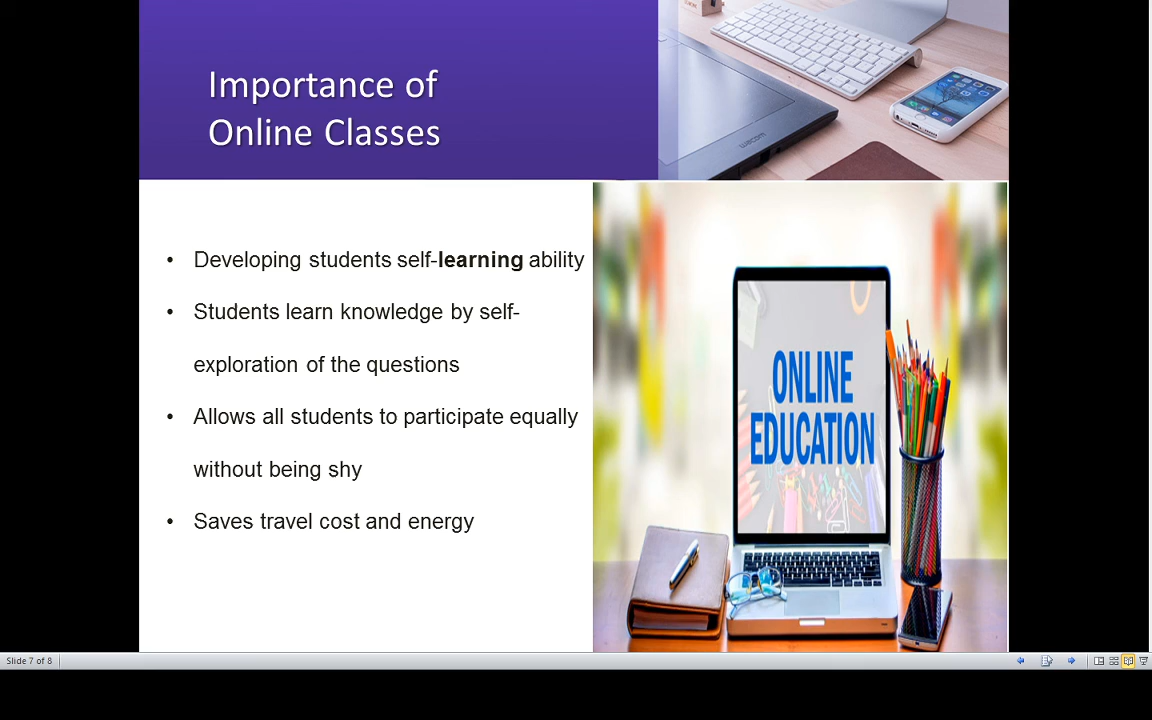 Importance of
Online Classes
wacom
• Developing students self-learning ability
• Students learn knowledge by self-
exploration of the questions
• Allows all students to participate equally
without being shy
• Saves travel cost and energy
ONLINE
EDUCATION
Slide 7 of 8